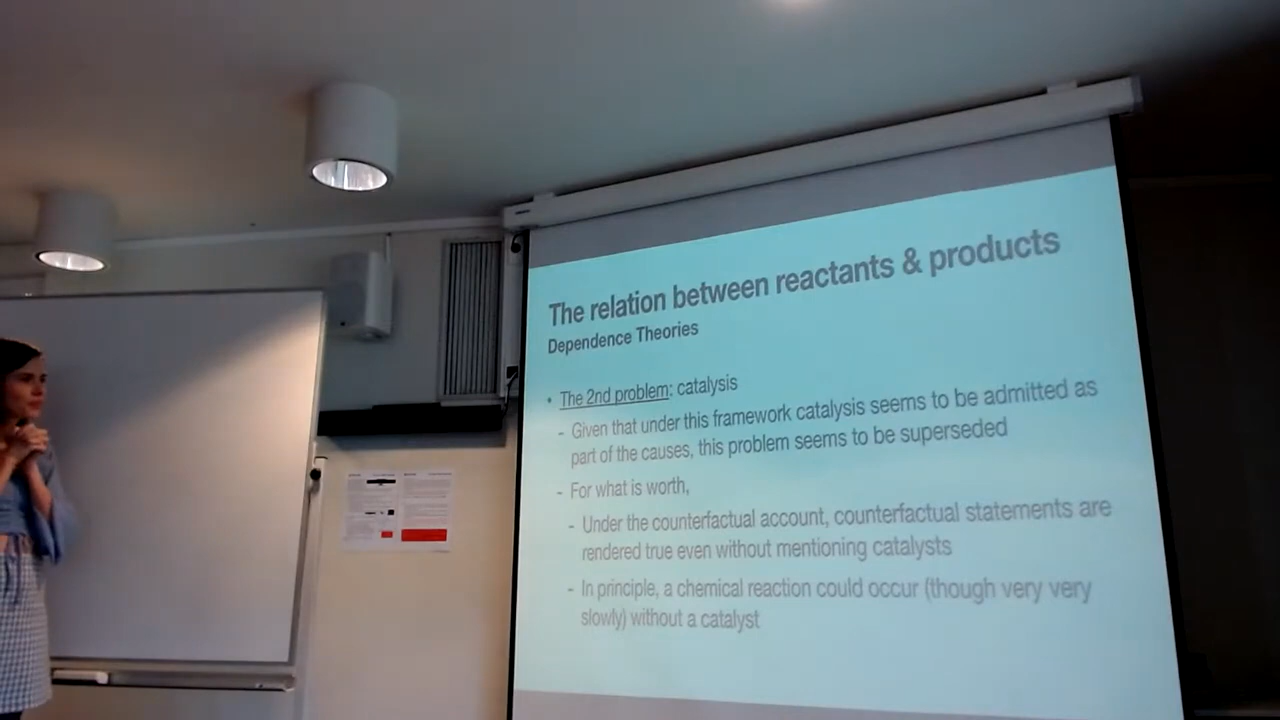 The relation between reactants & products
Dependence Theories
• The 2nd problem: catalysis
- Given that under this framework catalysis seems to be admitted as
part of the causes, this problem seems to be superseded
- For what is worth,
- Under the counterfactual account, counterfactual statements are
rendered true even without mentioning catalysts
- In principle, a chemical reaction could occur (though very very
slowly) without a catalyst